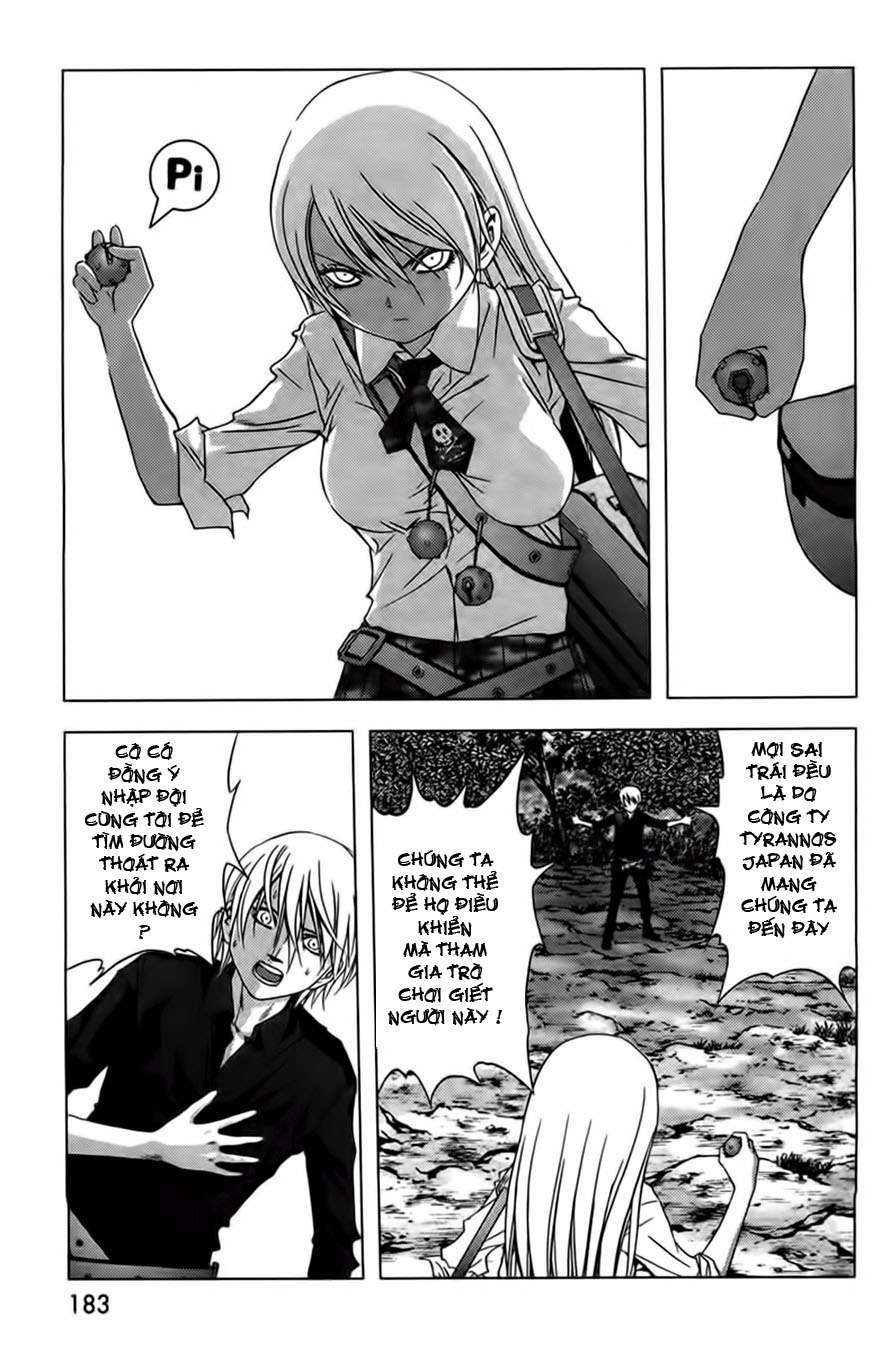 Pi
MỌI SAI
TRÁI ĐỀU
LÀ DO
CÔNG TY
TYRANNOS
JAPAN ĐÃ
MANG
CHÚNG TA
ĐẾN ĐÂY
CHÚNG TA
KHÔNG THỂ
ĐỂ HỌ ĐIỀU
KHIỂN
MÀ THAM
GIA TRÒ
CHƠI GIẾT
NGƯỜI NÀY !
CÔ CÓ
ĐỒNG Ý
NHẬP ĐỘI
CÙNG TÔI ĐỂ
TÌM ĐƯỜNG
THOÁT RA
KHỎI NƠI
NÀY KHÔNG
?
183